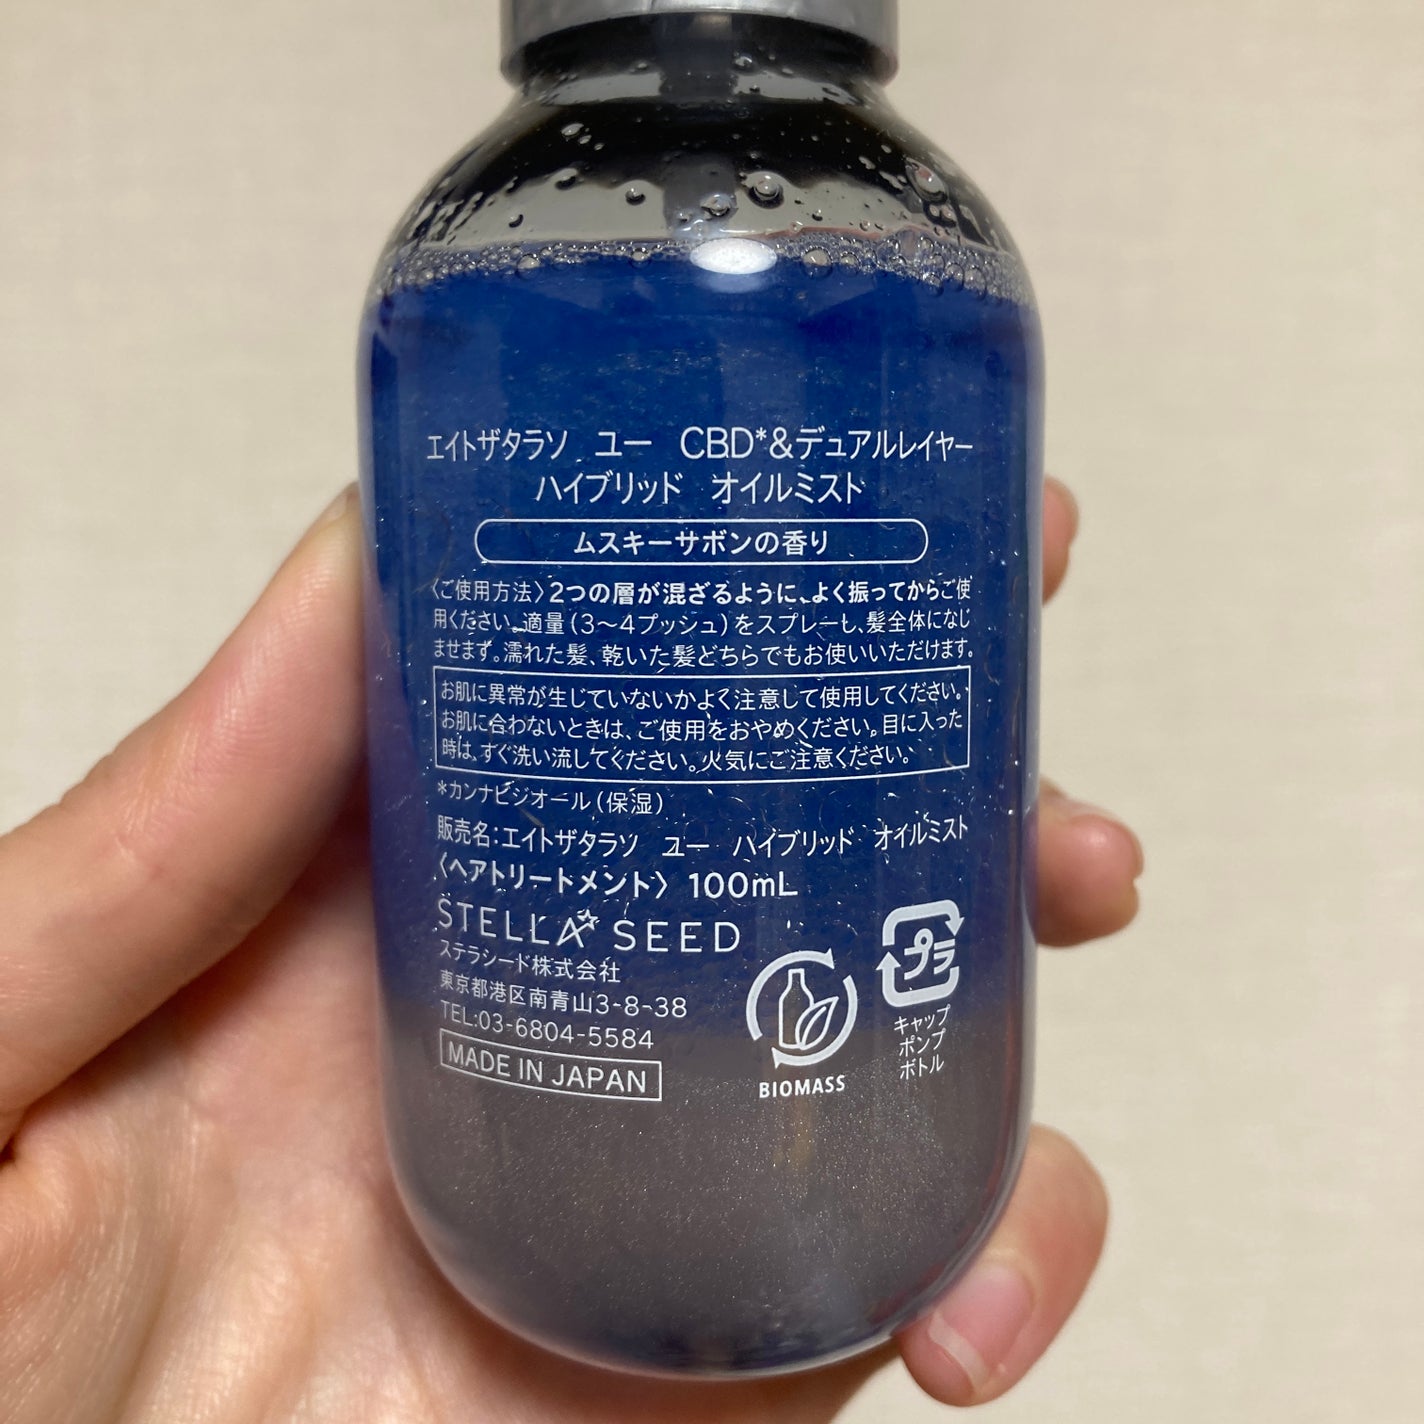 エイトザタラソ ユー CBD*&デュアルレイヤー
ハイブリッド オイルミスト
ムスキーサボンの香り
〈ご使用方法〉2つの層が混ざるように、よく振ってからご使
用ください。適量(3〜4プッシュ)をスプレーも、髪全体になじ
ませまず。濡れた髪、乾いた髪どちらでもお使いいただけます。
お肌に異常が生じていないかよく注意して使用してください。
お肌に合わないときは、ご使用をおやめください。目に入った
時は、すぐ洗い流してください。火気にご注意ください。
*カンナビジオール(保湿)
販売名:エイトザタラソ ユー ハイブリッド オイルミスト
〈ヘアトリートメント〉 100mL
STELLA SEED
ステラシード株式会社
東京都港区南青山3-8-38
TEL:03-6804-5584
MADE IN JAPAN
BIOMASS
プラ
キャップ
ポンプ
ボトル